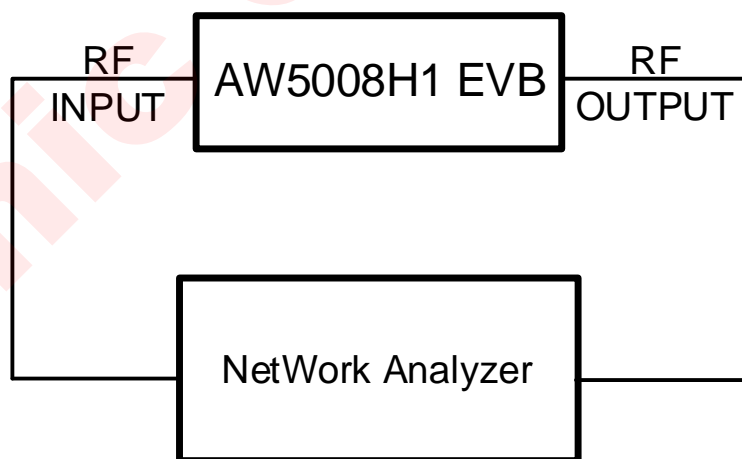 RF
INPUT
AW5008H1 EVB
RF
OUTPUT
NetWork Analyzer